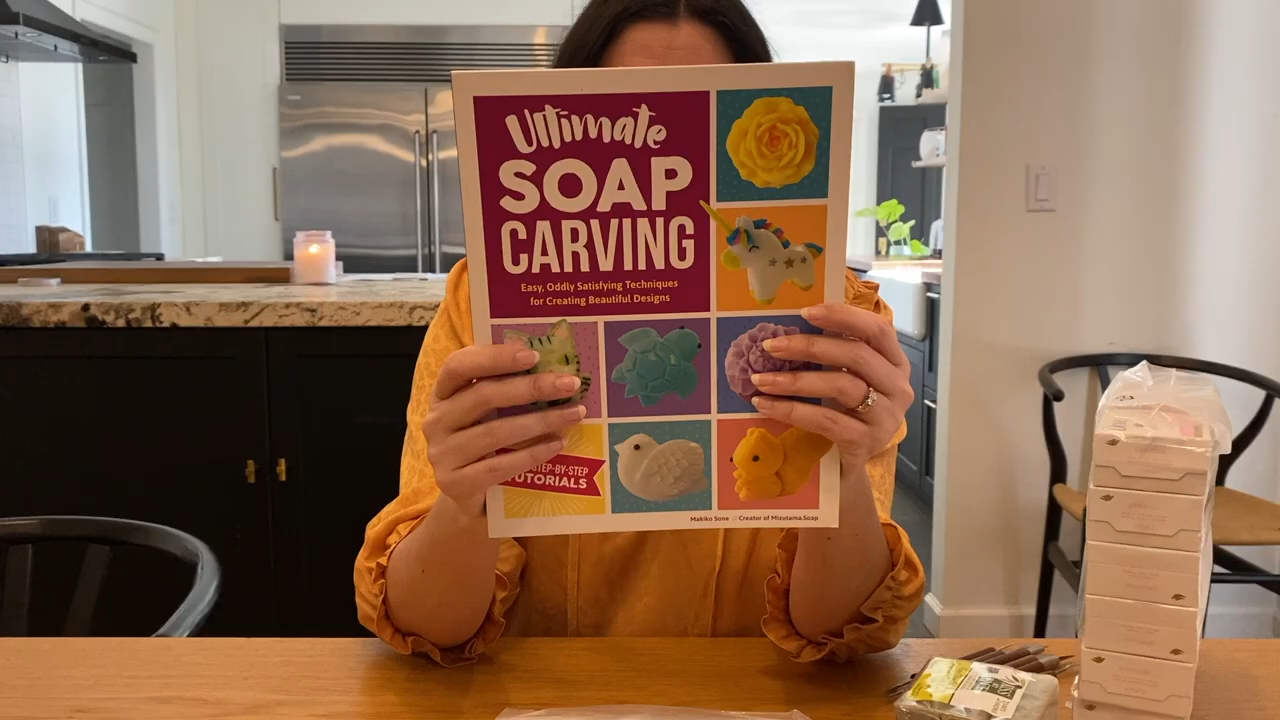 Ultimate
SOAP
CARVING
Easy, Oddly Satisfying Techniques
for Creating Beautiful Designs
STEP-BY-STEP
TUTORIALS
Makiko Sone
Creator of Mizutama.Soap